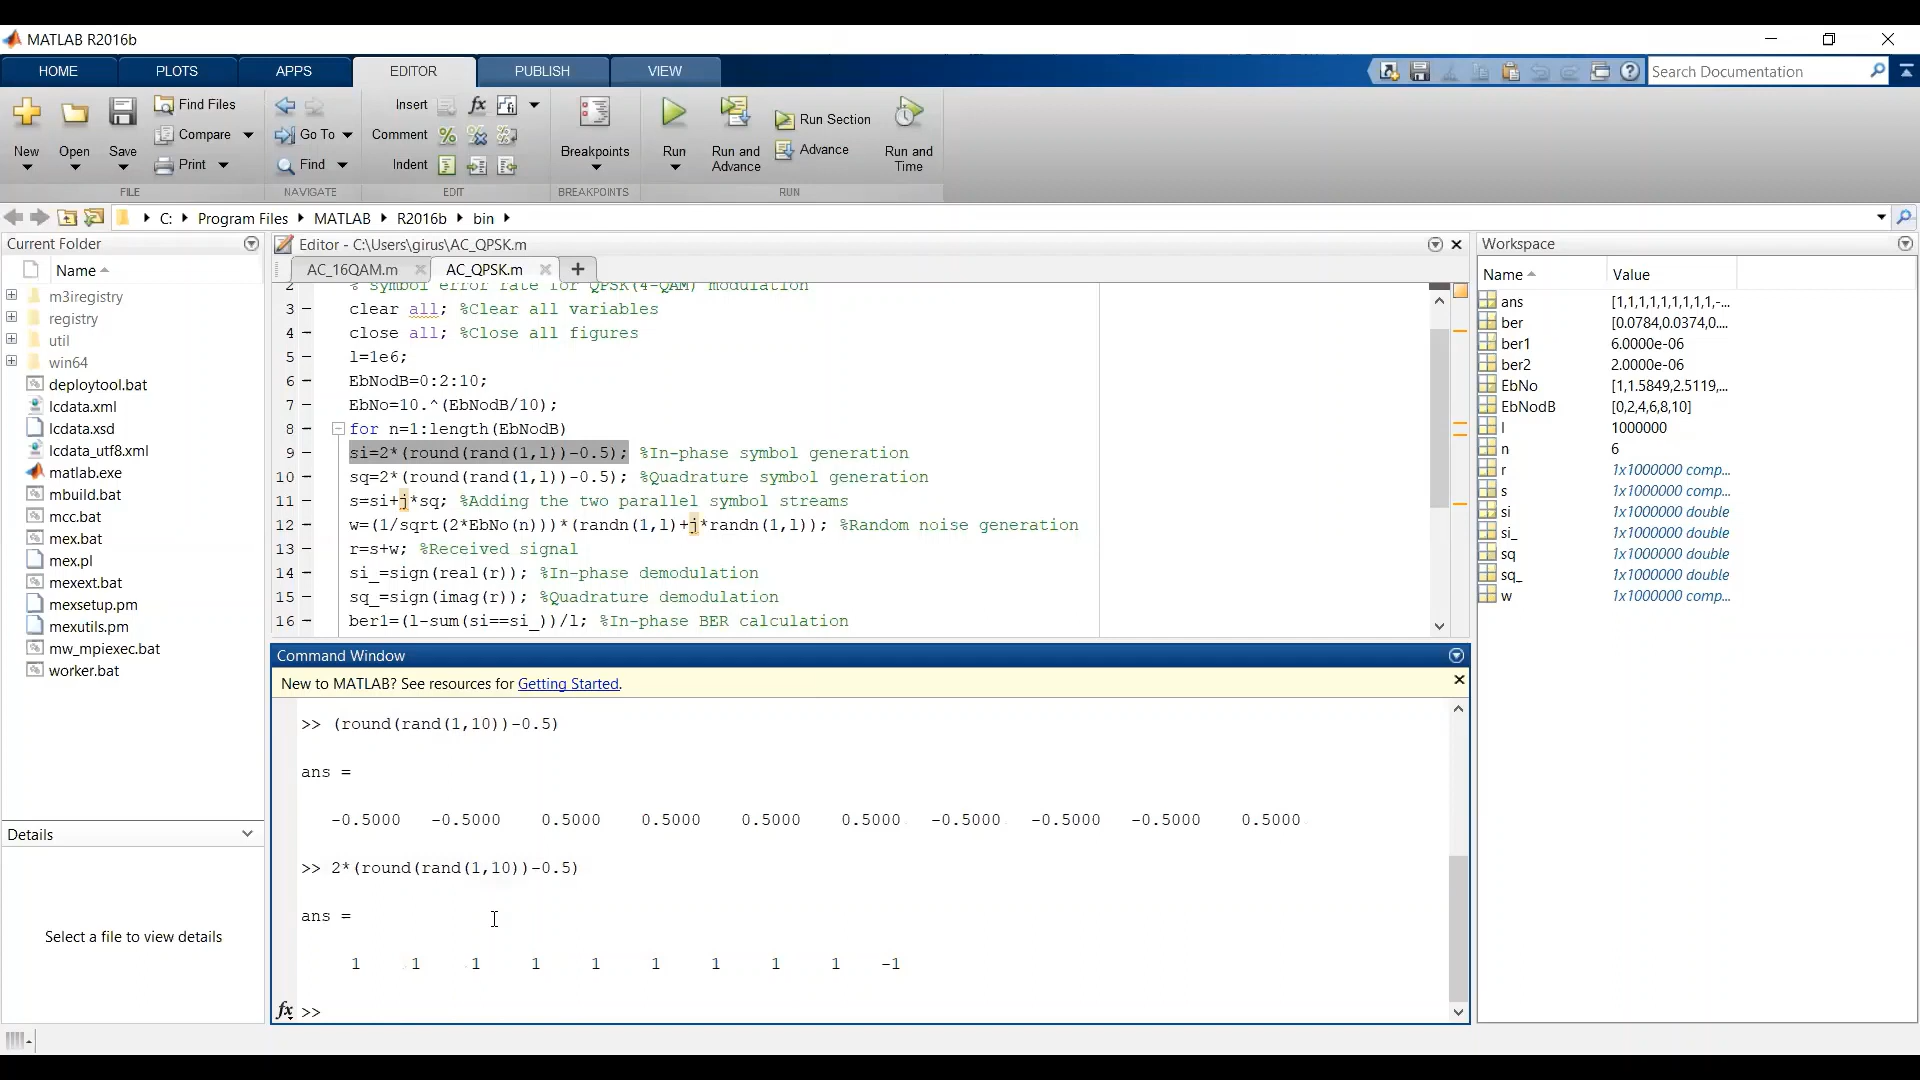 MATLAB R2016b
HOME PLOTS APPS EDITOR PUBLISH VIEW
Search Documentation
New Open Save
Find Files
Compare
Print
FILE
Go To
Find
NAVIGATE
Insert fx
Comment
Indent
EDIT
Breakpoints
BREAKPOINTS
Run
Run and Advance
Run Section
Advance
Run and Time
RUN
C: Program Files MATLAB R2016b bin
Current Folder
Name
m3iregistry
registry
util
win64
deploytool.bat
lcdata.xml
lcdata.xsd
lcdata_utf8.xml
matlab.exe
mbuild.bat
mcc.bat
mex.bat
mex.pl
mexext.bat
mexsetup.pm
mexutils.pm
mw_mpiexec.bat
worker.bat
Details
Select a file to view details
Editor - C:\Users\girus\AC_QPSK.m
AC_16QAM.m AC_QPSK.m +
2 % symbol error rate for QPSK(4-QAM) modulation
3 - clear all; %Clear all variables
4 - close all; %Close all figures
5 - l=1e6;
6 - EbNodB=0:2:10;
7 - EbNo=10.^(EbNodB/10);
8 - for n=1:length(EbNodB)
9 - si=2*(round(rand(1,l))-0.5); %In-phase symbol generation
10 - sq=2*(round(rand(1,l))-0.5); %Quadrature symbol generation
11 - s=si+j*sq; %Adding the two parallel symbol streams
12 - w=(1/sqrt(2*EbNo(n)))*(randn(1,l)+j*randn(1,l)); %Random noise generation
13 - r=s+w; %Received signal
14 - si_=sign(real(r)); %In-phase demodulation
15 - sq_=sign(imag(r)); %Quadrature demodulation
16 - ber1=(l-sum(si==si_))/l; %In-phase BER calculation
Command Window
New to MATLAB? See resources for Getting Started.
>> (round(rand(1,10))-0.5)
ans =
-0.5000 -0.5000 0.5000 0.5000 0.5000 0.5000 -0.5000 -0.5000 -0.5000 0.5000
>> 2*(round(rand(1,10))-0.5)
ans =
1 1 1 1 1 1 1 1 1 -1
fx >>
Workspace
Name Value
ans [1,1,1,1,1,1,1,1,1,-...
ber [0.0784,0.0374,0....
ber1 6.0000e-06
ber2 2.0000e-06
EbNo [1,1.5849,2.5119,...
EbNodB [0,2,4,6,8,10]
l 1000000
n 6
r 1x1000000 comp...
s 1x1000000 comp...
si 1x1000000 double
si_ 1x1000000 double
sq 1x1000000 double
sq_ 1x1000000 double
w 1x1000000 comp...